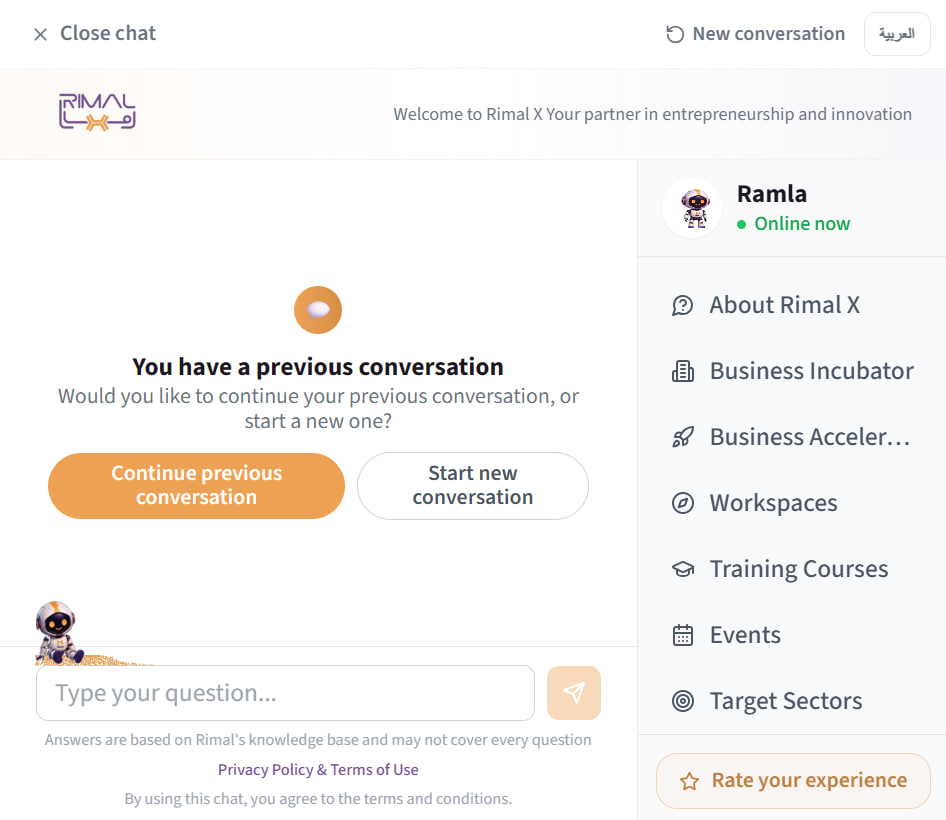 Close chat
New conversation
العربية
RIMAL
Welcome to Rimal X Your partner in entrepreneurship and innovation
Ramla
Online now
You have a previous conversation
Would you like to continue your previous conversation, or
start a new one?
Continue previous
conversation
Start new
conversation
About Rimal X
Business Incubator
Business Acceler...
Workspaces
Training Courses
Events
Target Sectors
Type your question...
Answers are based on Rimal's knowledge base and may not cover every question
Privacy Policy & Terms of Use
By using this chat, you agree to the terms and conditions.
Rate your experience